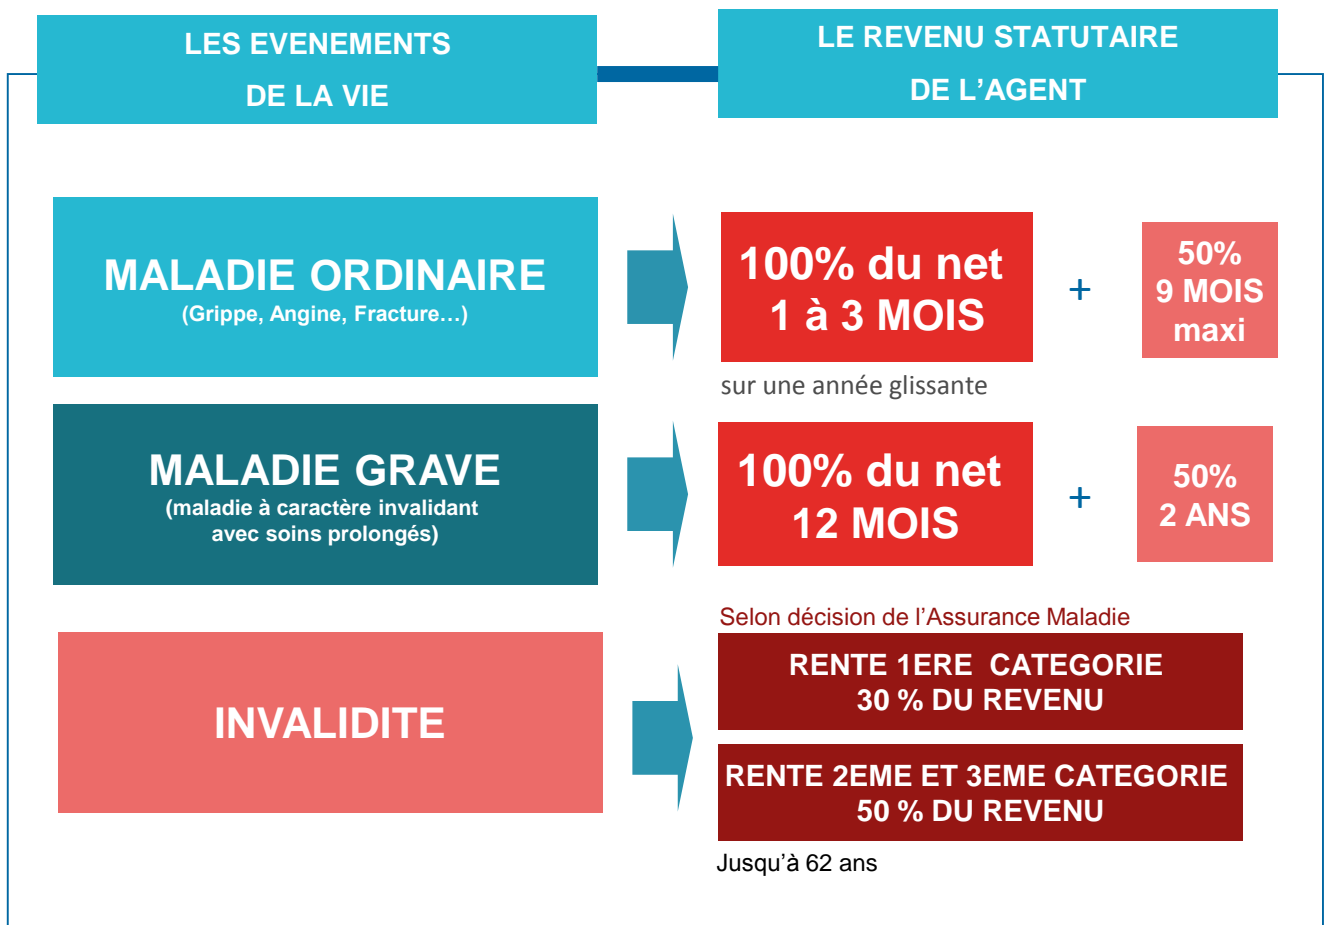 LES EVENEMENTS
DE LA VIE
LE REVENU STATUTAIRE
DE L’AGENT
MALADIE ORDINAIRE
(Grippe, Angine, Fracture…)
100% du net
1 à 3 MOIS
+
50%
9 MOIS
maxi
sur une année glissante
MALADIE GRAVE
(maladie à caractère invalidant
avec soins prolongés)
100% du net
12 MOIS
+
50%
2 ANS
INVALIDITE
Selon décision de l’Assurance Maladie
RENTE 1ERE CATEGORIE
30 % DU REVENU
RENTE 2EME ET 3EME CATEGORIE
50 % DU REVENU
Jusqu’à 62 ans